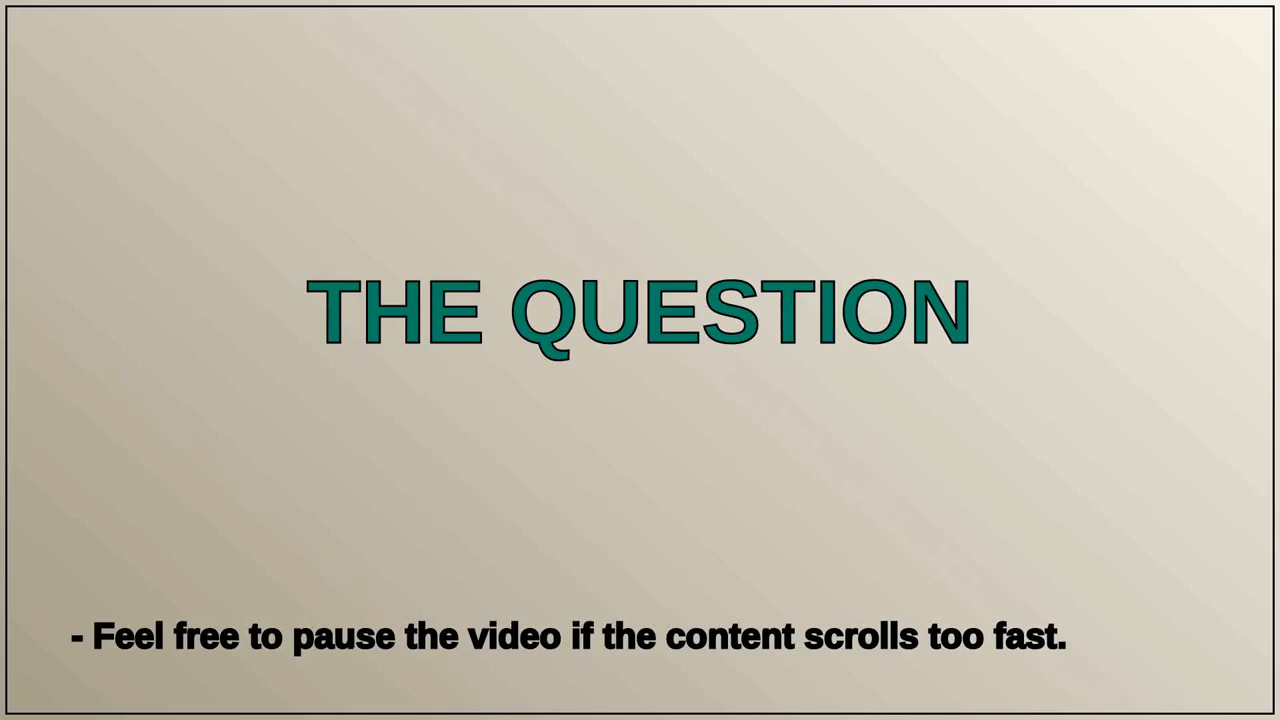 THE QUESTION
- Feel free to pause the video if the content scrolls too fast.